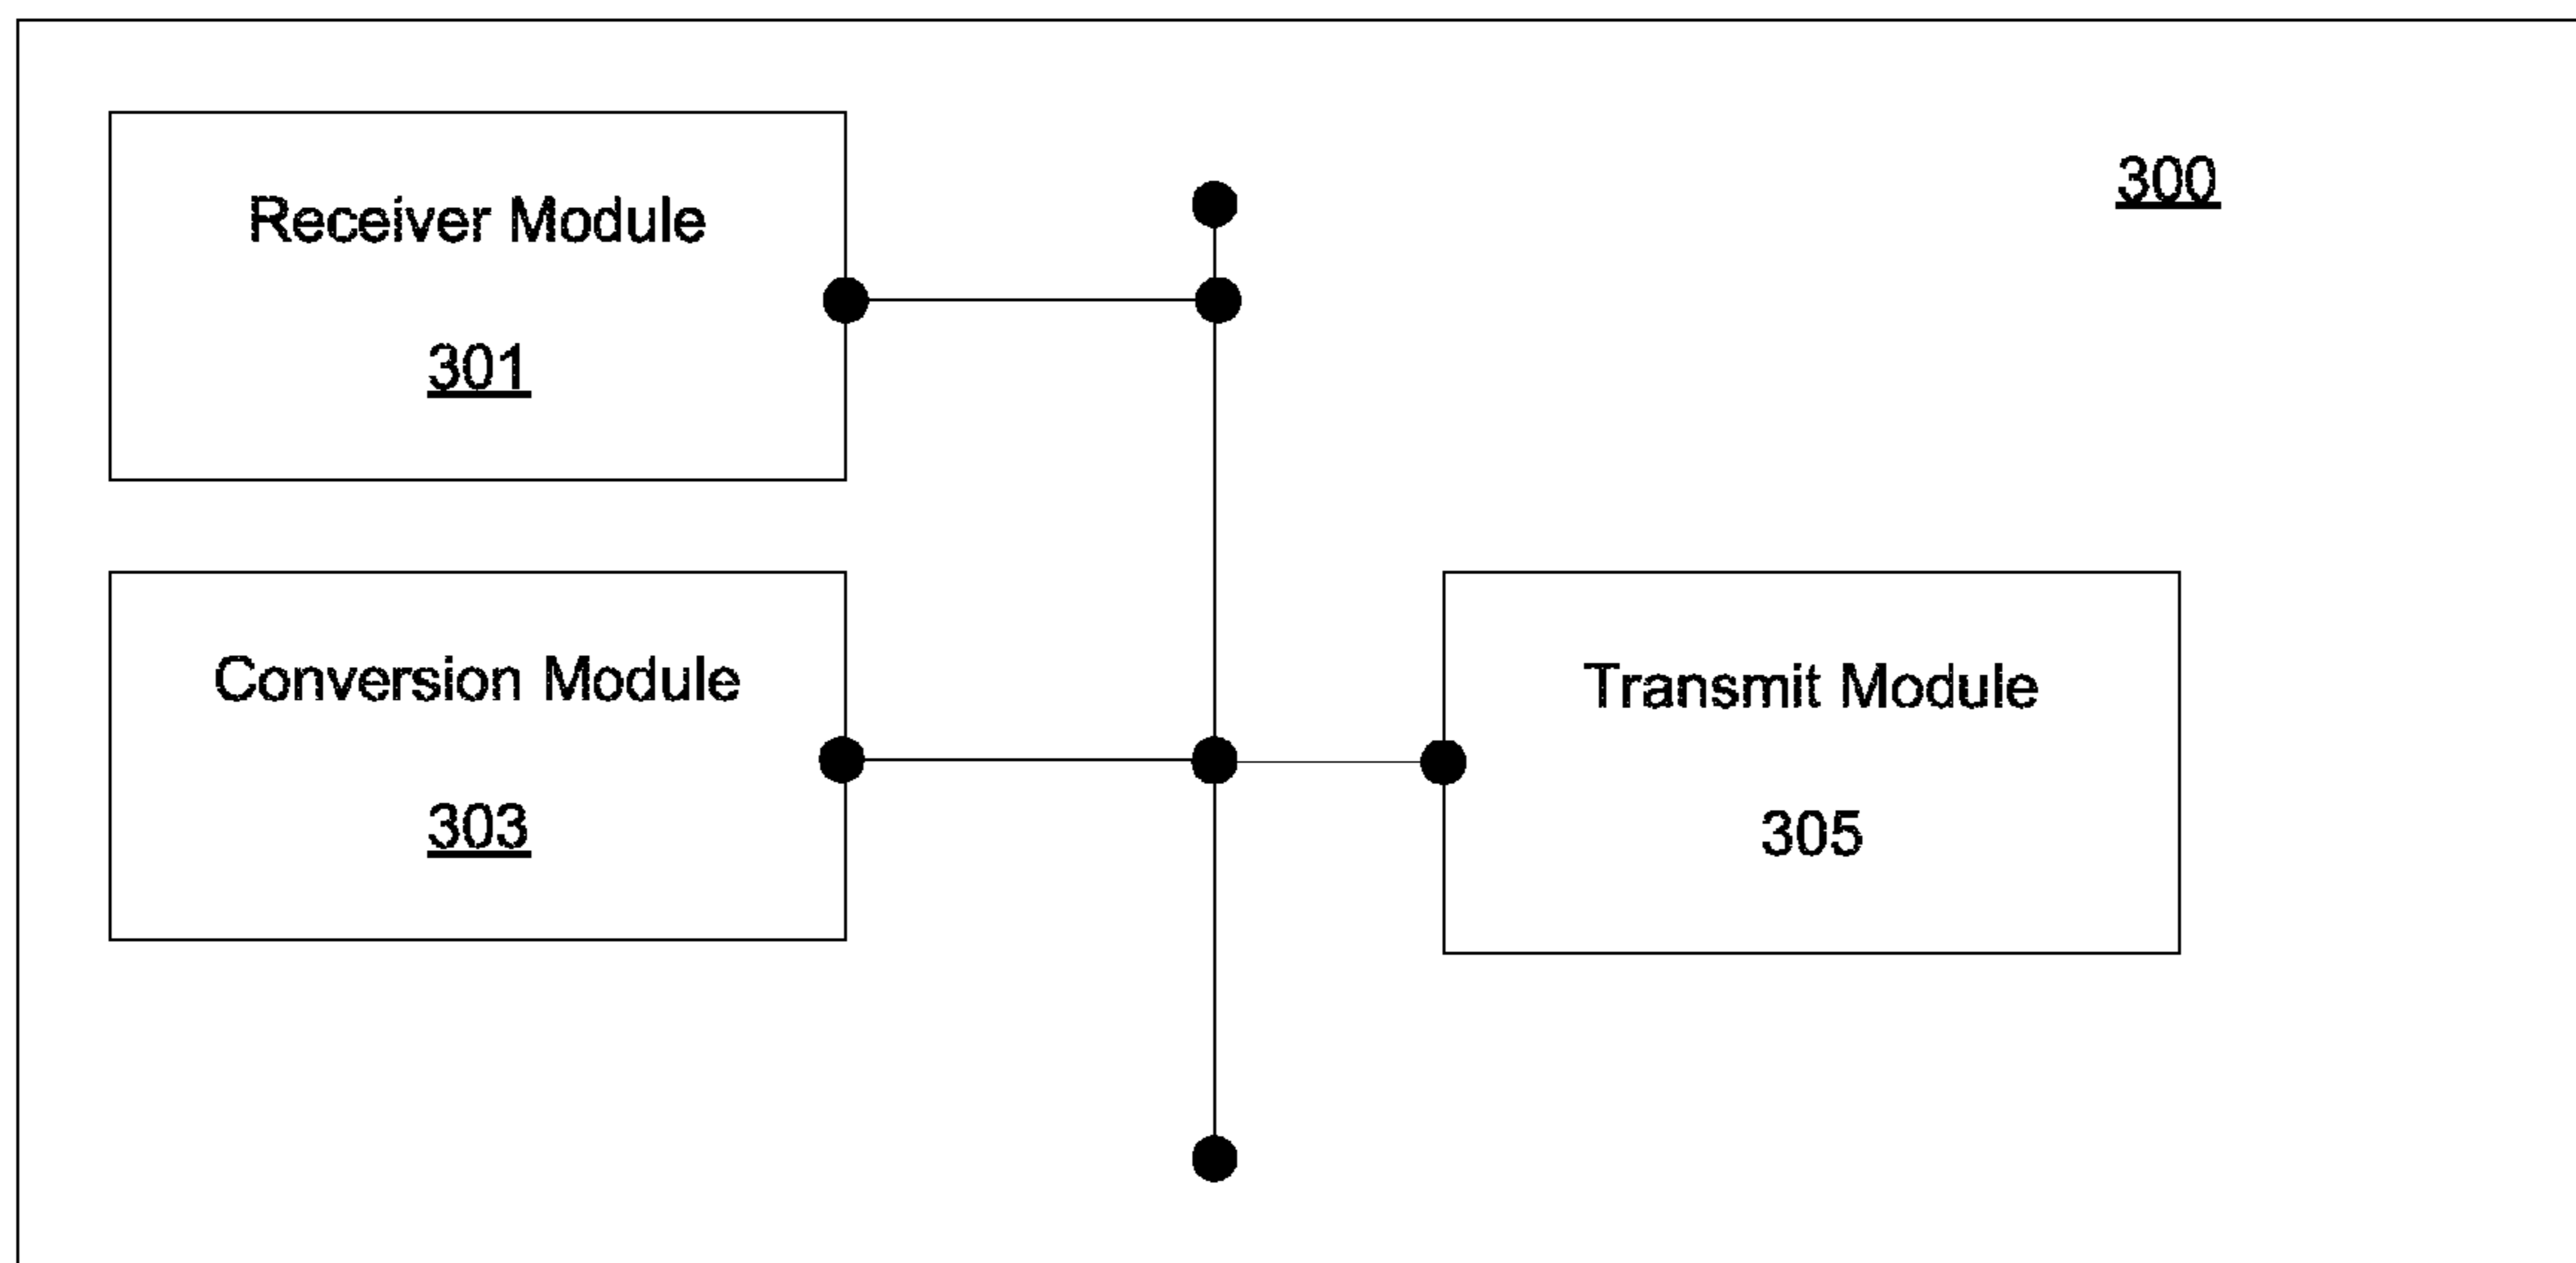 Receiver Module
301
300
Conversion Module
303
Transmit Module
305